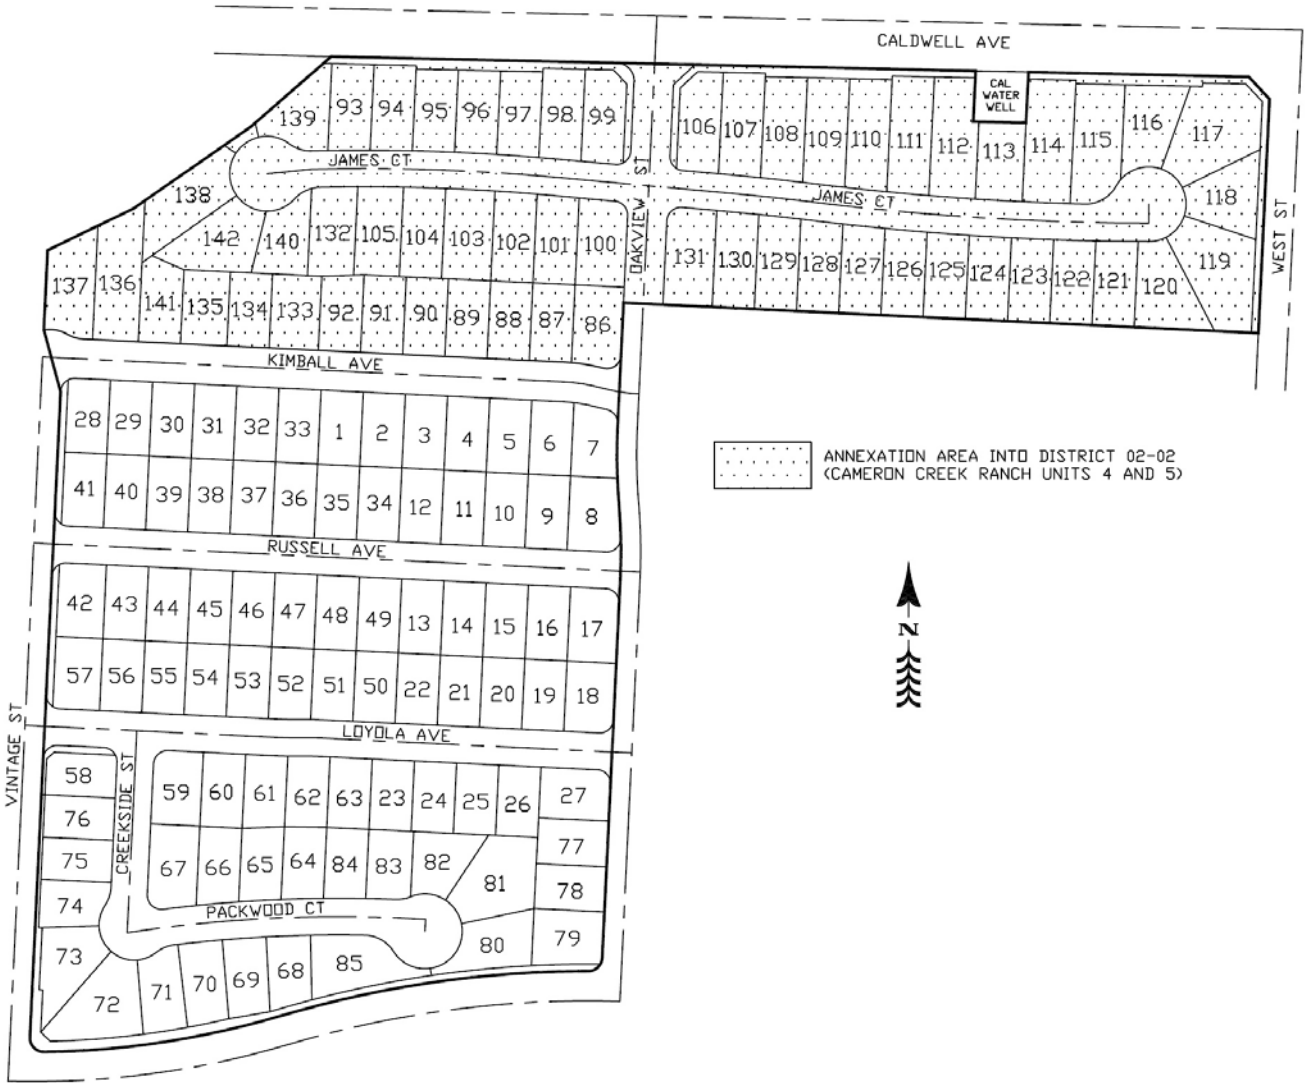 CALDWELL AVE
CAL
WATER
WELL
139 93 94 95 96 97 98 99
106 107 108 109 110 111 112 113 114 115 116 117
JAMES CT
118
138
JAMES CT
142 140 132 105 104 103 102 101 100
OAKVIEW ST
131 130 129 128 127 126 125 124 123 122 121 120 119
WEST ST
137 136 141 135 134 133 92 91 90 89 88 87 86
KIMBALL AVE
28 29 30 31 32 33 1 2 3 4 5 6 7
ANNEXATION AREA INTO DISTRICT 02-02
(CAMERON CREEK RANCH UNITS 4 AND 5)
41 40 39 38 37 36 35 34 12 11 10 9 8
RUSSELL AVE
N
42 43 44 45 46 47 48 49 13 14 15 16 17
57 56 55 54 53 52 51 50 22 21 20 19 18
LOYOLA AVE
VINTAGE ST
58
CREEKSIDE ST
59 60 61 62 63 23 24 25 26 27
76
75
67 66 65 64 84 83 82 81 77
78
74
PACKWOOD CT
73
72 71 70 69 68 85 80 79